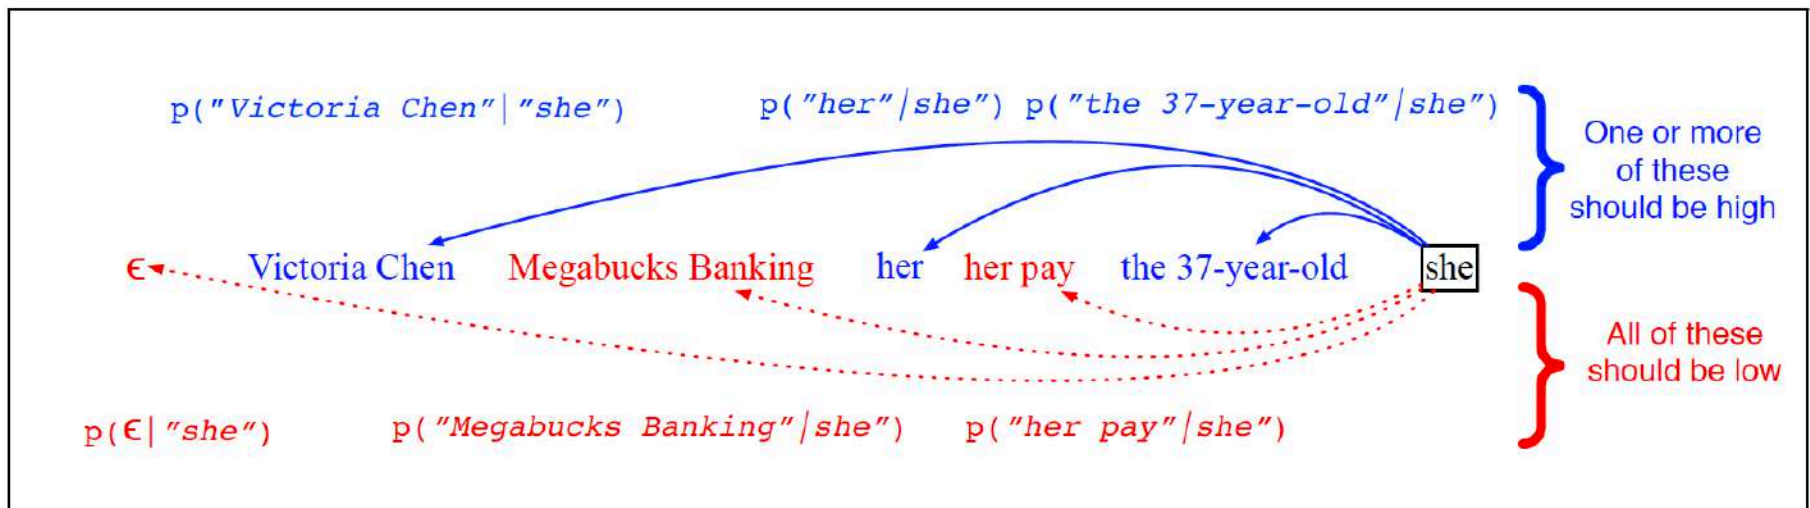 p("Victoria Chen"|"she") p("her"|she") p("the 37-year-old"|she")
One or more
of these
should be high
ϵ Victoria Chen Megabucks Banking her her pay the 37-year-old she
All of these
should be low
p(ϵ|"she") p("Megabucks Banking"|she") p("her pay"|she")